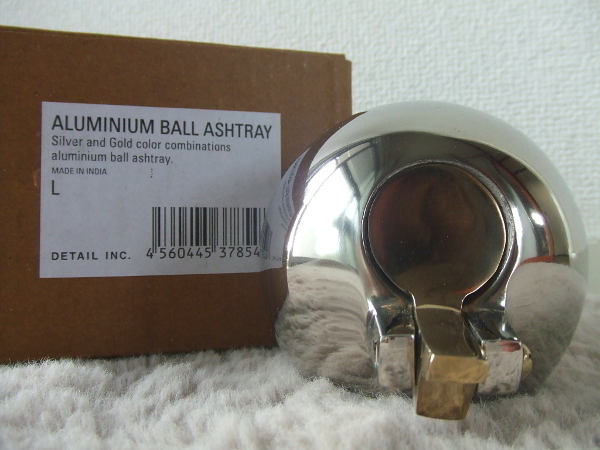 ALUMINIUM BALL ASHTRAY
Silver and Gold color combinations
aluminium ball ashtray.
MADE IN INDIA
L
DETAIL INC.
4 560445 37854